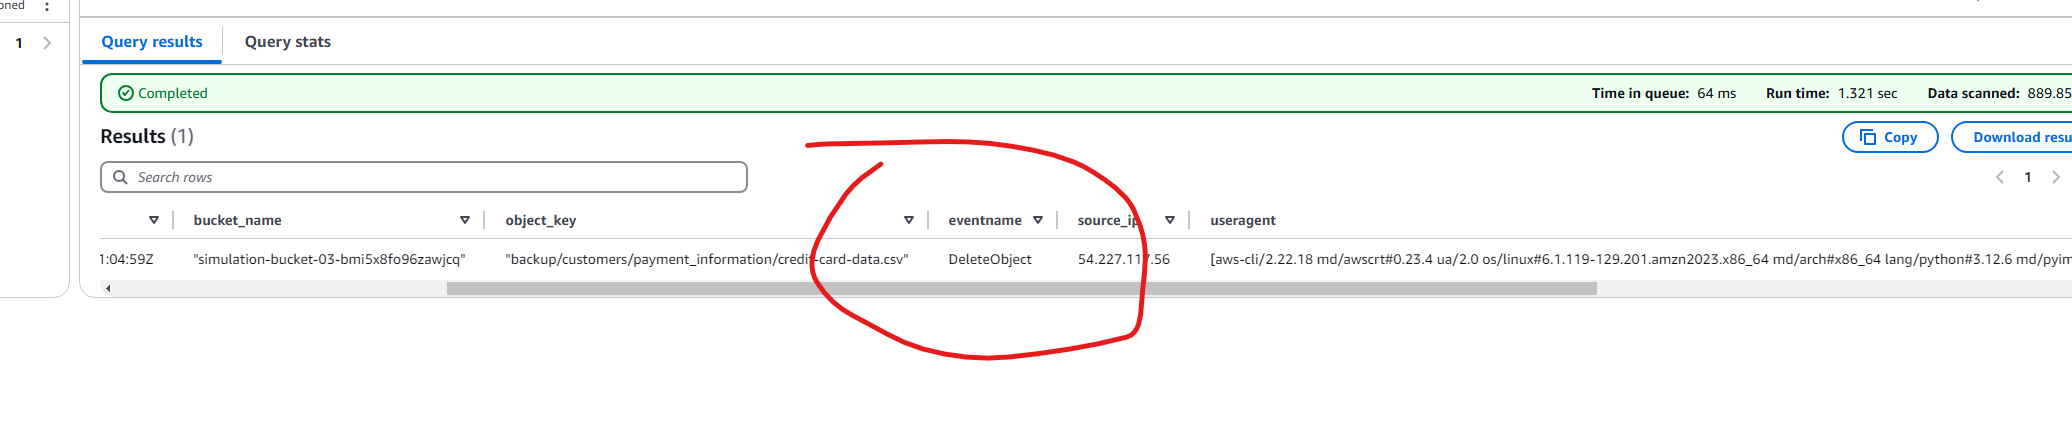 oned
1
Query results Query stats
Completed Time in queue: 64 ms Run time: 1.321 sec Data scanned: 889.85
Results (1) Copy Download resu
Search rows 1
bucket_name object_key eventname source_ip useragent
1:04:59Z "simulation-bucket-03-bmi5x8fo96zawjcq" "backup/customers/payment_information/credit-card-data.csv" DeleteObject 54.227.117.56 [aws-cli/2.22.18 md/awscrt#0.23.4 ua/2.0 os/linux#6.1.119-129.201.amzn2023.x86_64 md/arch#x86_64 lang/python#3.12.6 md/pyim